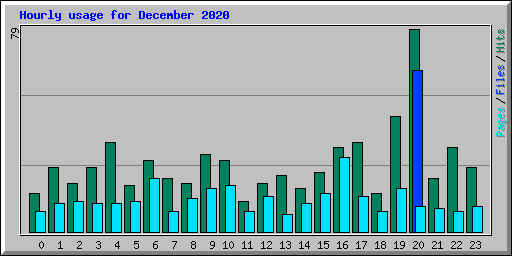 Hourly usage for December 2020
79
Pages/Files/Hits
0 1 2 3 4 5 6 7 8 9 10 11 12 13 14 15 16 17 18 19 20 21 22 23